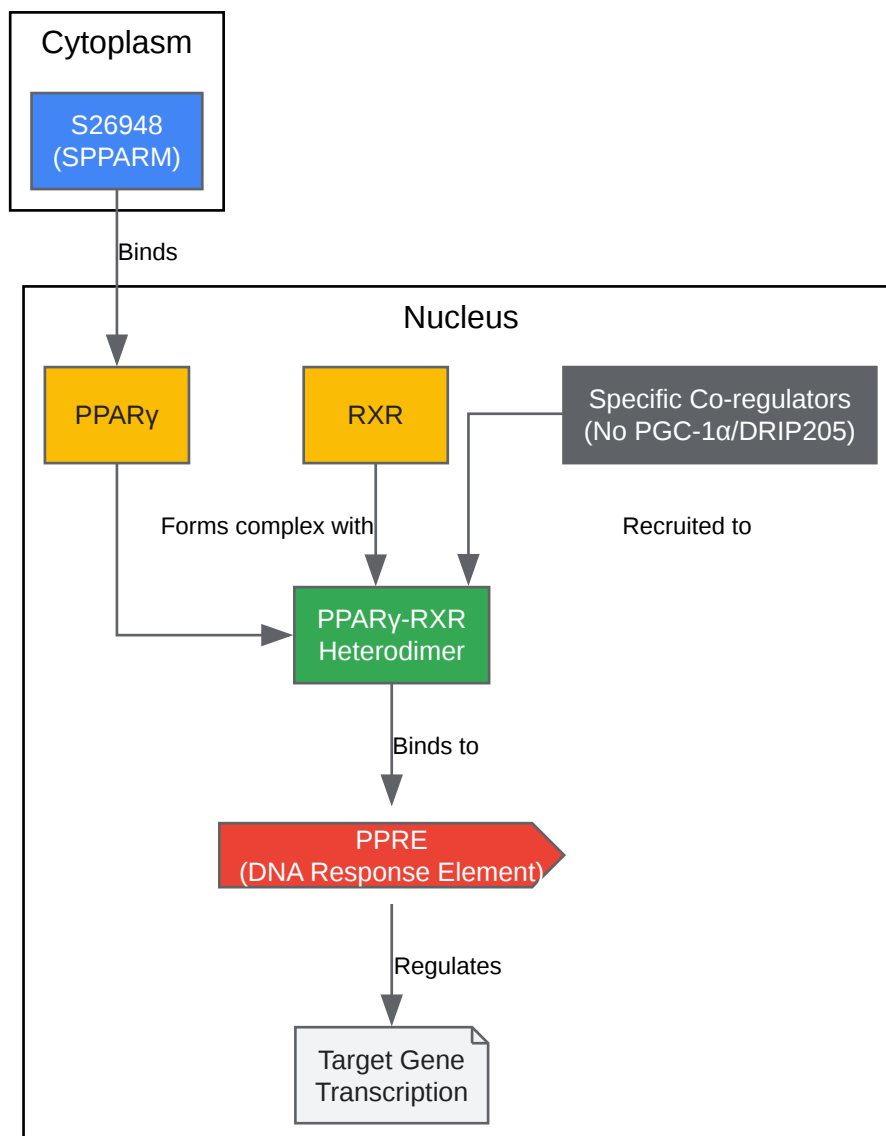 Cytoplasm
S26948
(SPPARM)
Binds
Nucleus
PPARγ
RXR
Specific Co-regulators
(No PGC-1α/DRIP205)
Forms complex with
Recruited to
PPARγ-RXR
Heterodimer
Binds to
PPRE
(DNA Response Element)
Regulates
Target Gene
Transcription